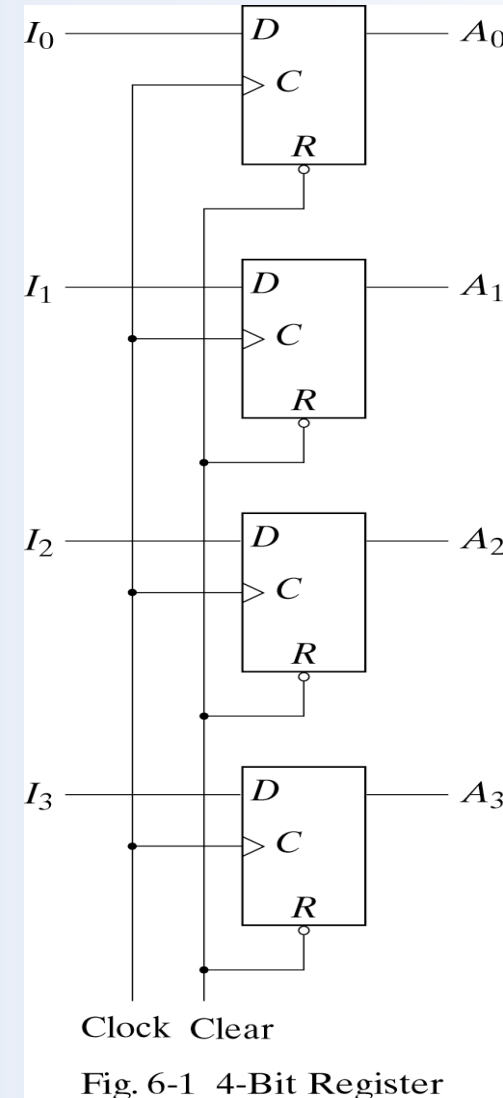 I0 D A0
C
R
I1 D A1
C
R
I2 D A2
C
R
I3 D A3
C
R
Clock Clear
Fig. 6-1 4-Bit Register